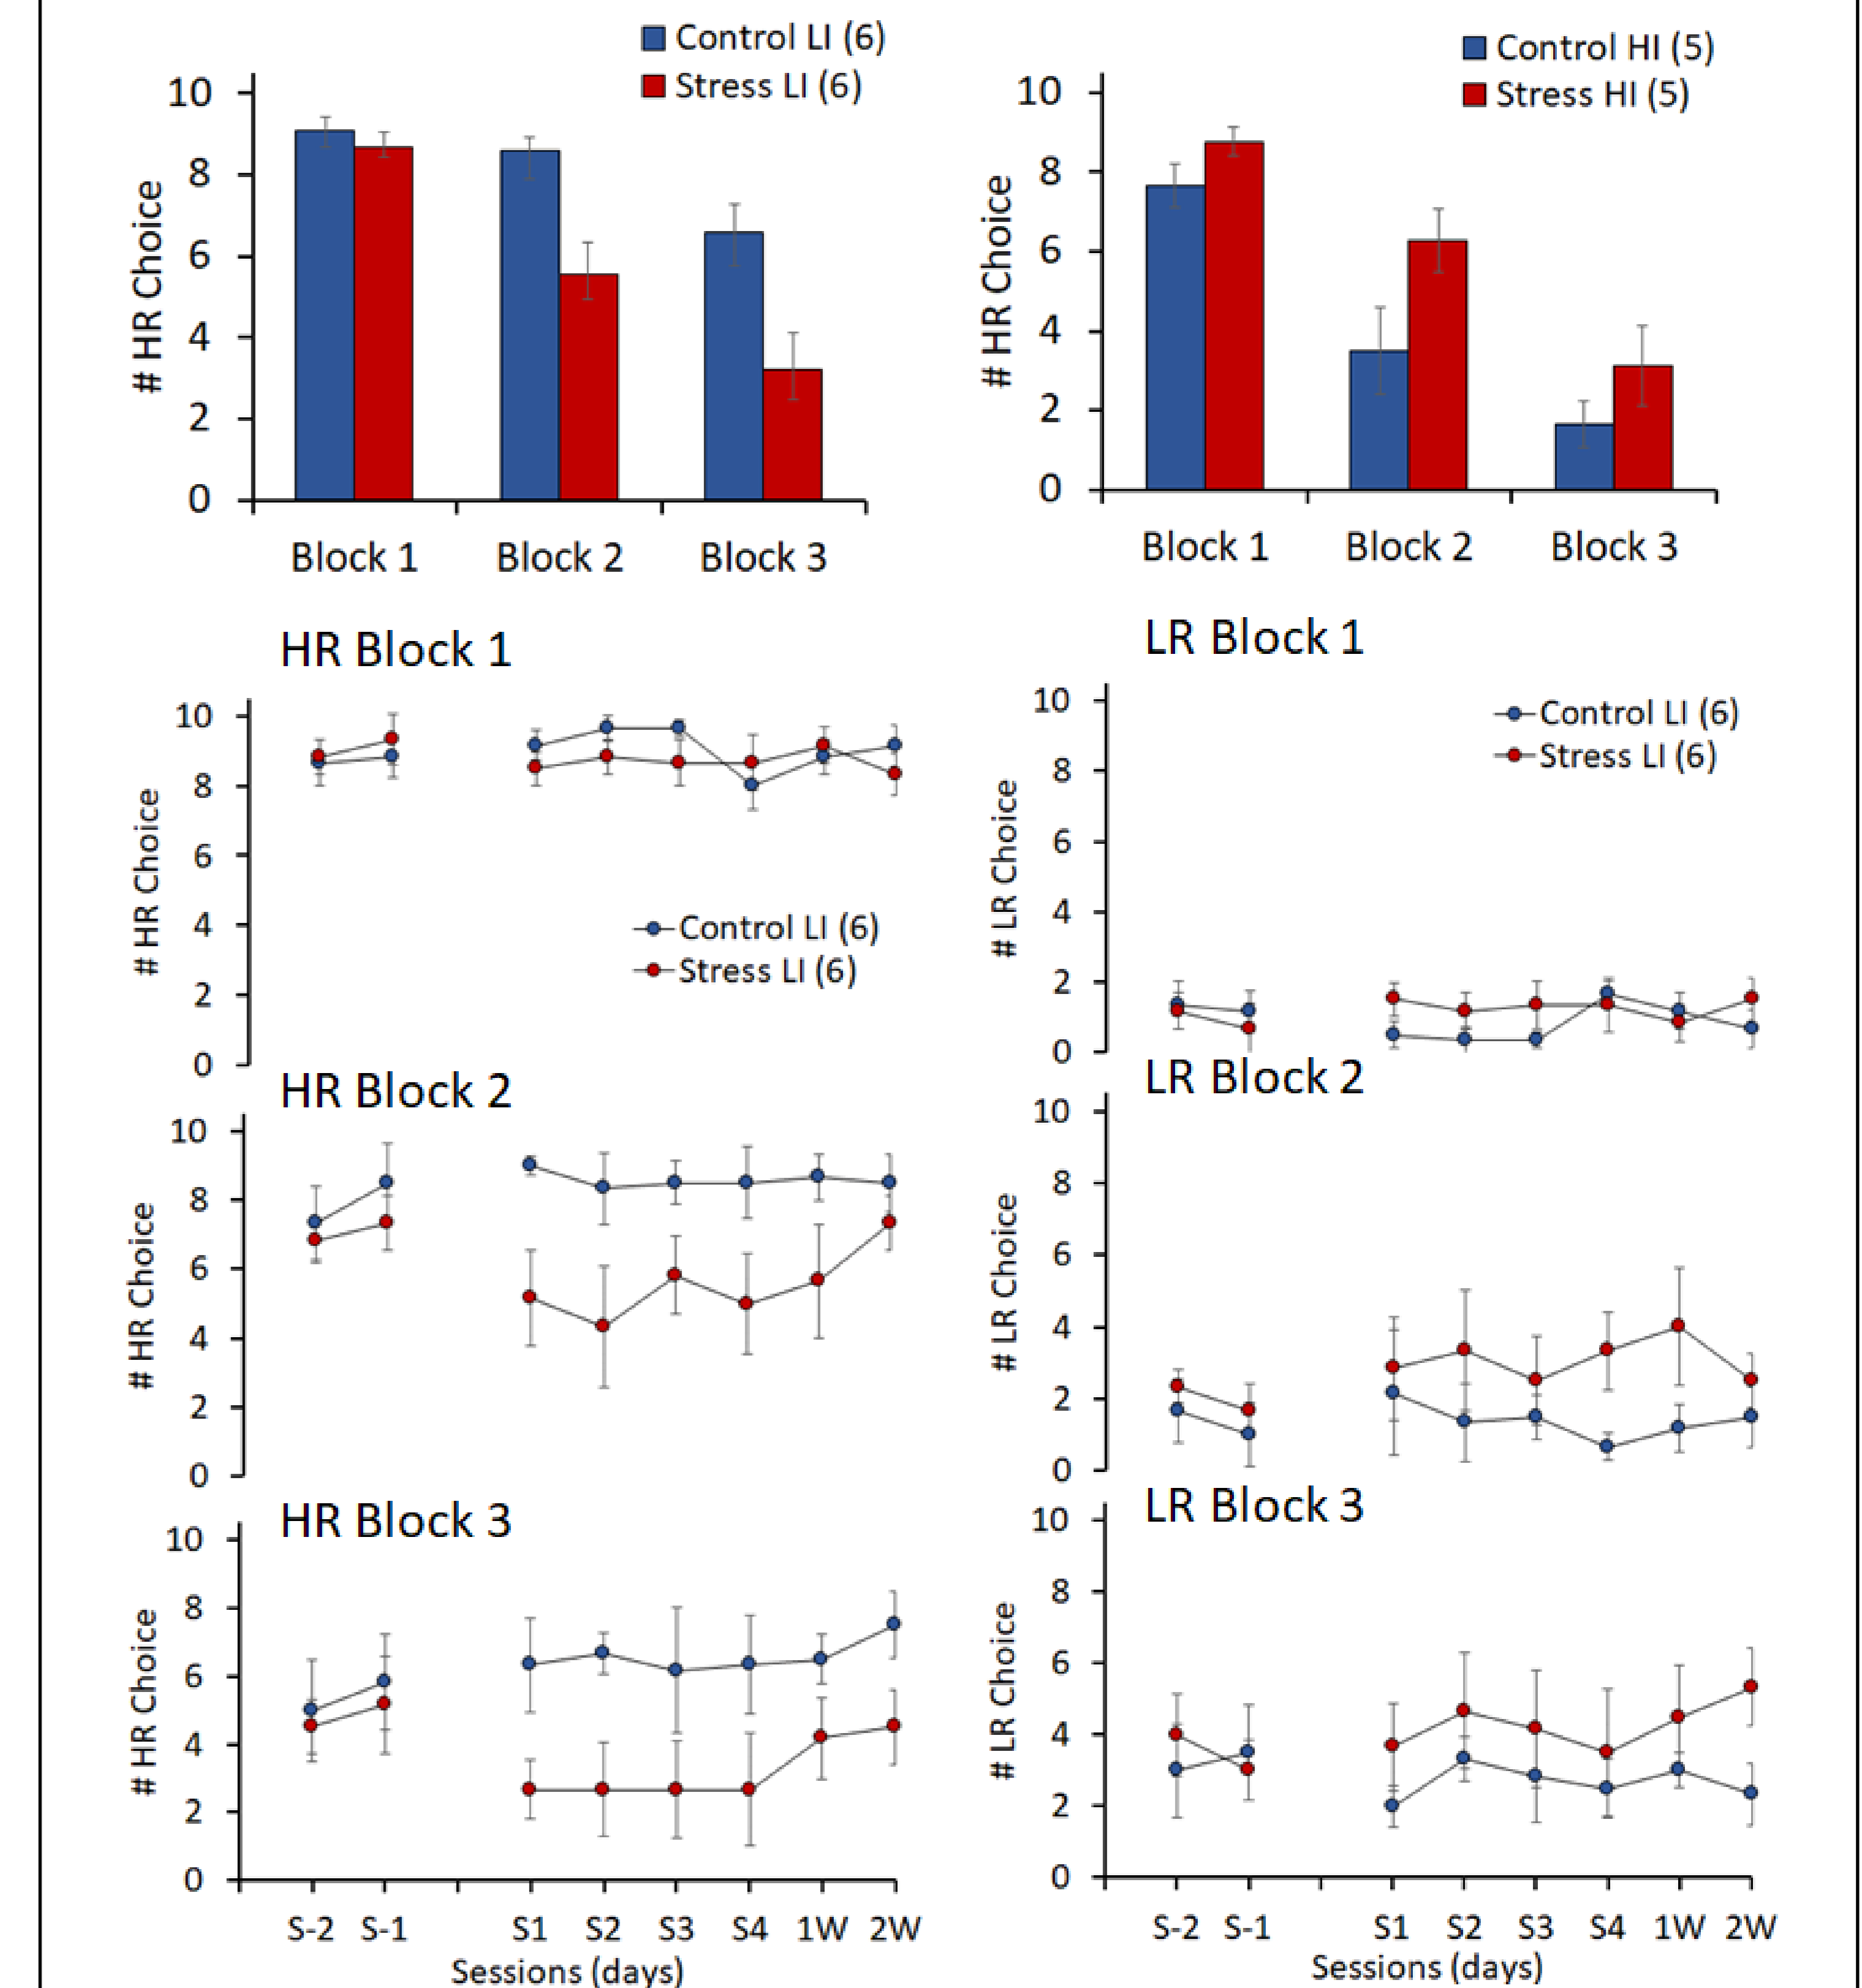 Control LI (6)
Stress LI (6)
10
8
6
4
2
0
# HR Choice
Block 1 Block 2 Block 3
Control HI (5)
Stress HI (5)
10
8
6
4
2
0
# HR Choice
Block 1 Block 2 Block 3
HR Block 1
10
8
6
4
2
0
# HR Choice
Control LI (6)
Stress LI (6)
LR Block 1
10
8
6
4
2
0
# LR Choice
Control LI (6)
Stress LI (6)
HR Block 2
10
8
6
4
2
0
# HR Choice
LR Block 2
10
8
6
4
2
0
# LR Choice
HR Block 3
10
8
6
4
2
0
# HR Choice
S-2 S-1 S1 S2 S3 S4 1W 2W
Sessions (days)
LR Block 3
10
8
6
4
2
0
# LR Choice
S-2 S-1 S1 S2 S3 S4 1W 2W
Sessions (days)